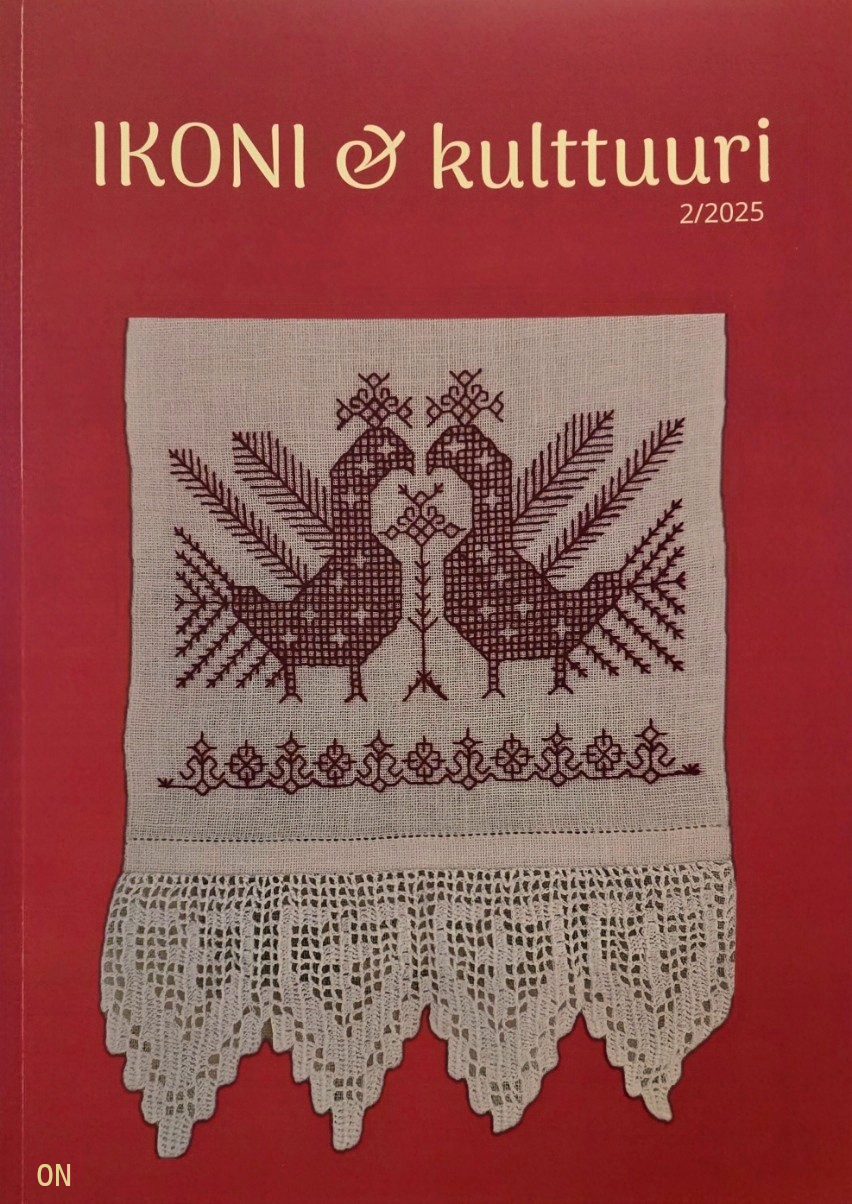 IKONI & kulttuuri
2/2025
ON